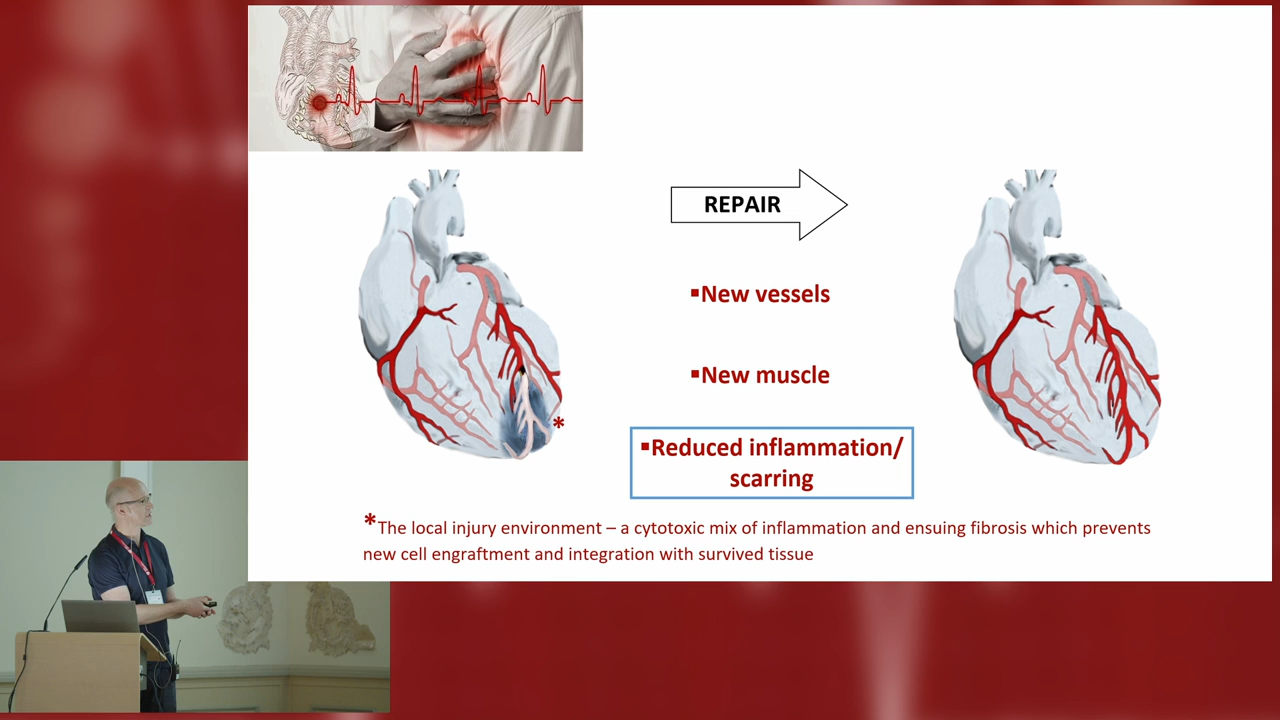 REPAIR
▪New vessels
▪New muscle
*
▪Reduced inflammation/
scarring
*The local injury environment – a cytotoxic mix of inflammation and ensuing fibrosis which prevents
new cell engraftment and integration with survived tissue